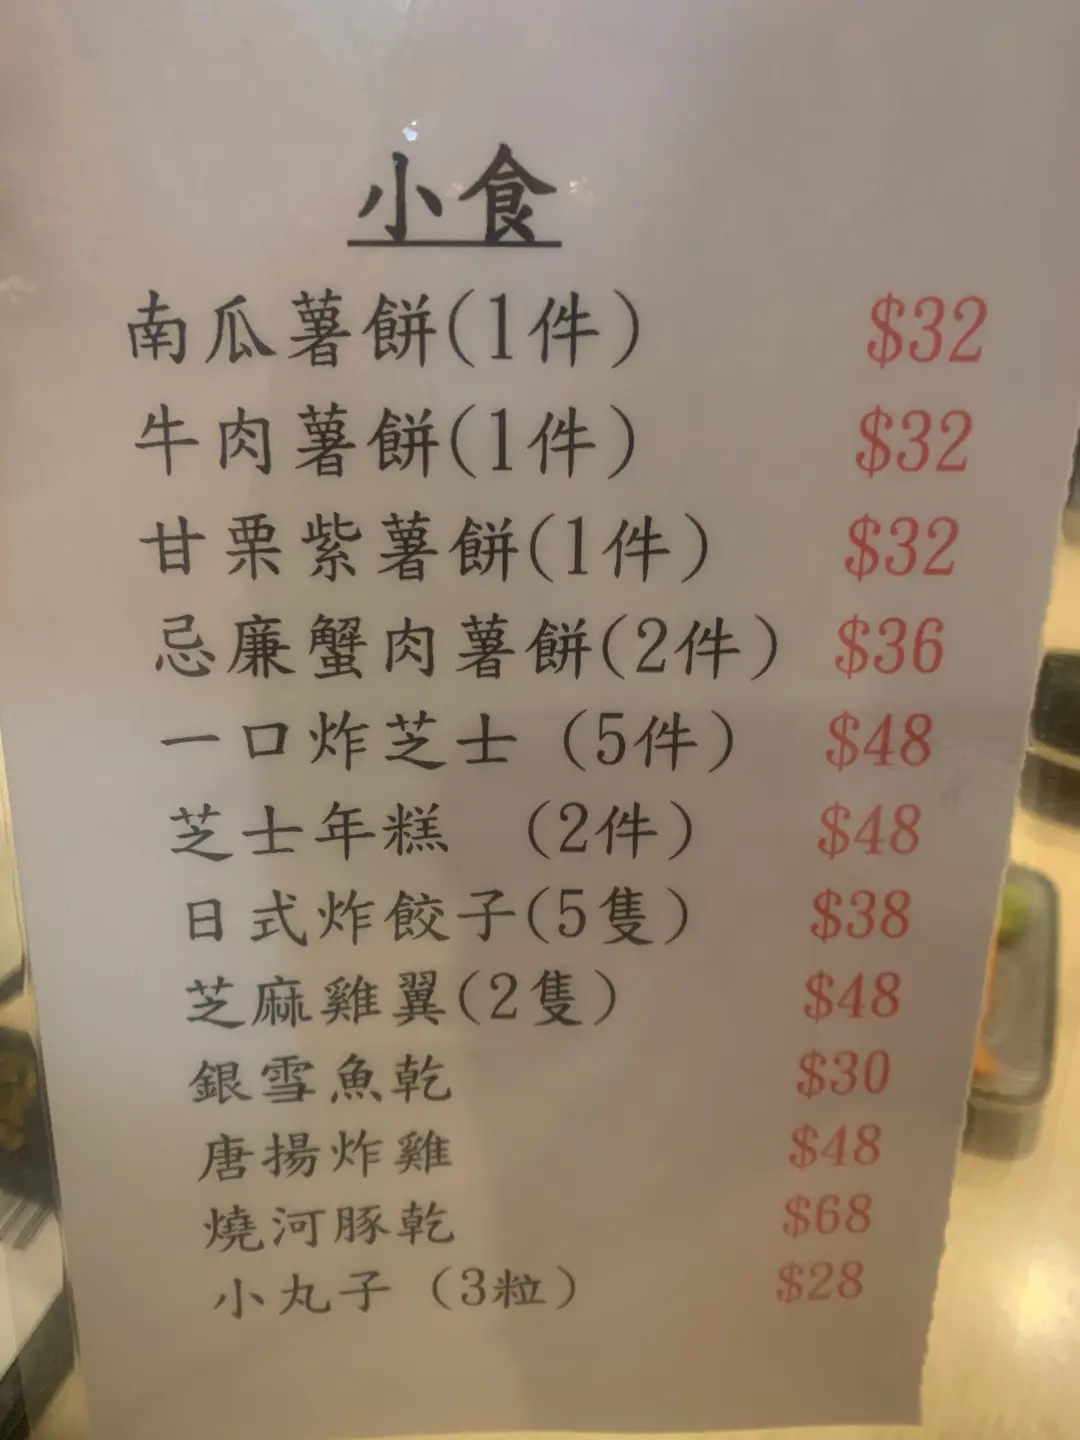 小食
南瓜薯餅(1件) $32
牛肉薯餅(1件) $32
甘栗紫薯餅(1件) $32
忌廉蟹肉薯餅(2件) $36
一口炸芝士 (5件) $48
芝士年糕 (2件) $48
日式炸餃子(5隻) $38
芝麻雞翼(2隻) $48
銀雪魚乾 $30
唐揚炸雞 $48
燒河豚乾 $68
小丸子 (3粒) $28